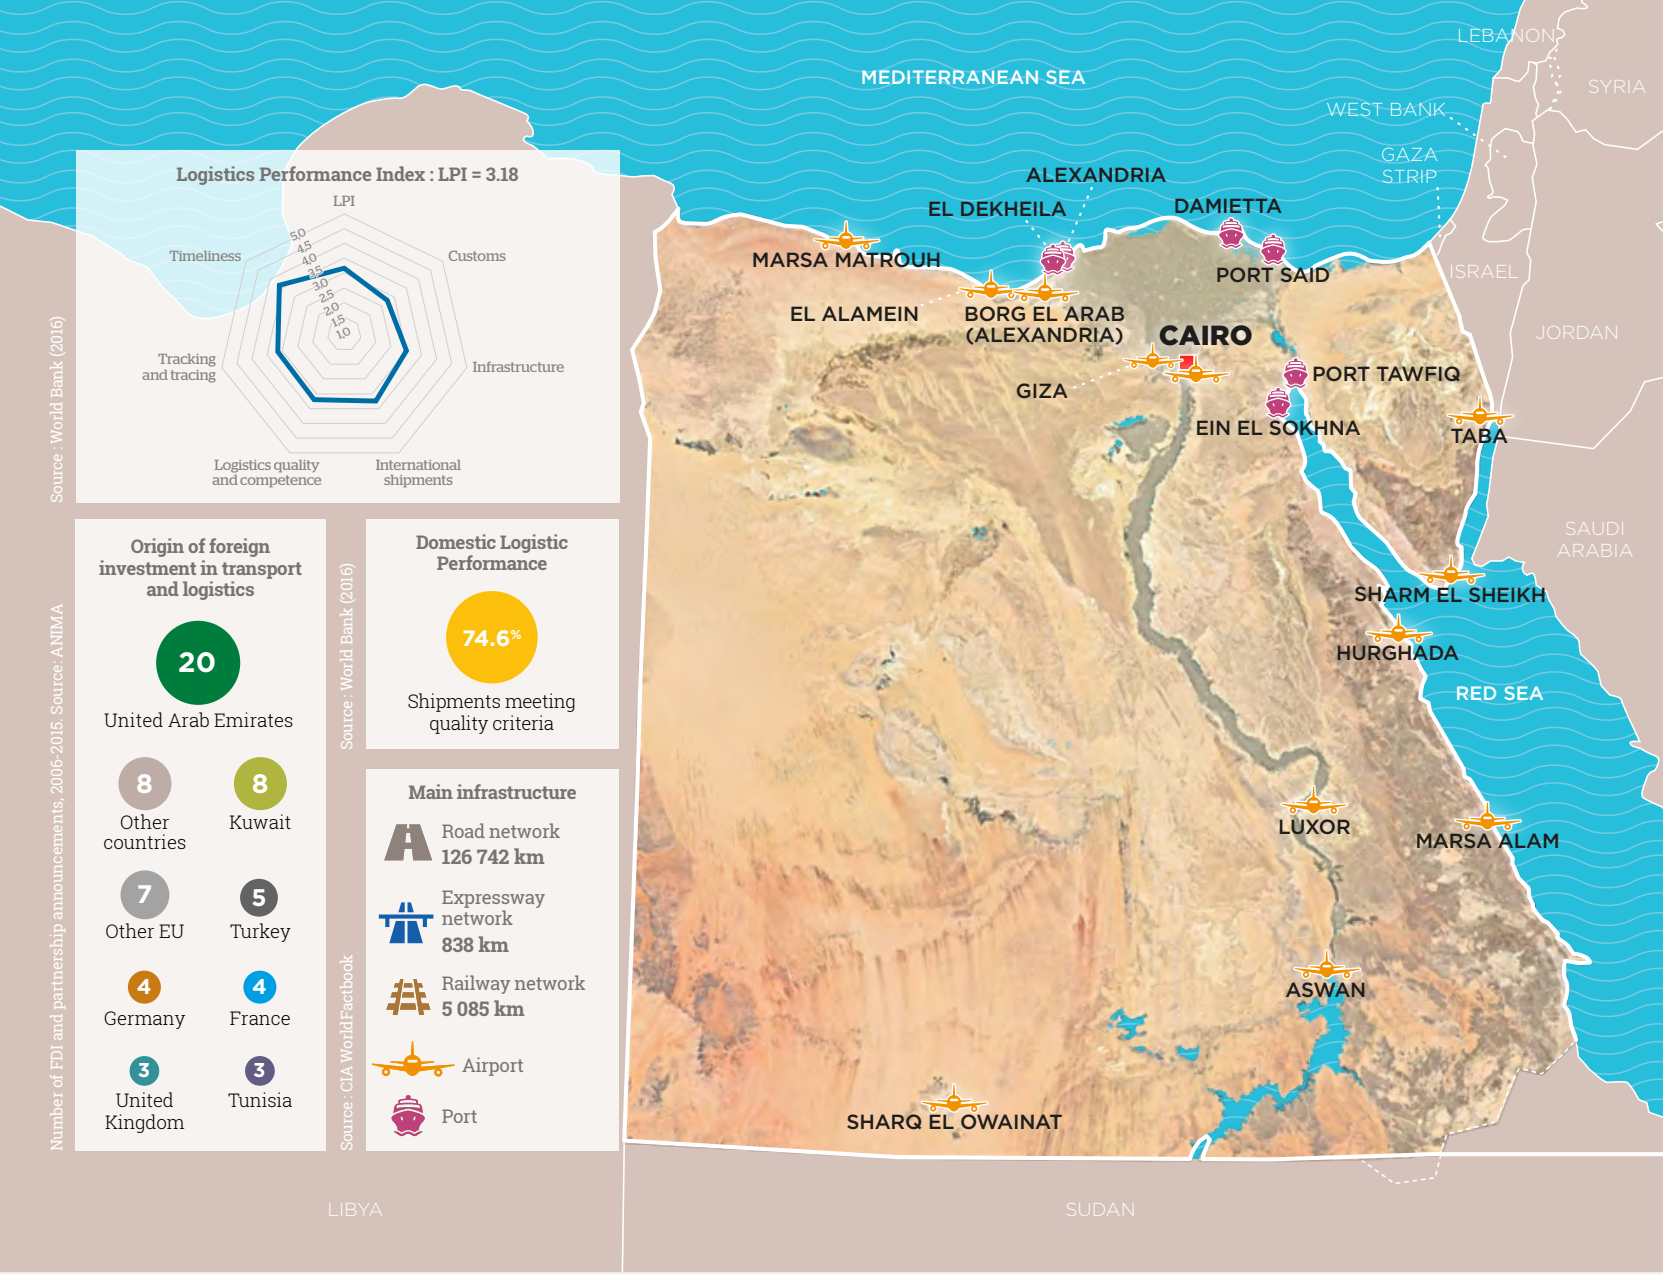 MEDITERRANEAN SEA
LEBANON
SYRIA
WEST BANK
GAZA
STRIP
ISRAEL
JORDAN
SAUDI
ARABIA
RED SEA
LIBYA
SUDAN
Logistics Performance Index : LPI = 3.18
LPI
Customs
Infrastructure
International
shipments
Logistics quality
and competence
Tracking
and tracing
Timeliness
5.0
4.5
4.0
3.5
3.0
2.5
2.0
1.5
1.0
Source : World Bank (2016)
Origin of foreign
investment in transport
and logistics
20
United Arab Emirates
8
Other
countries
8
Kuwait
7
Other EU
5
Turkey
4
Germany
4
France
3
United
Kingdom
3
Tunisia
Number of FDI and partnership announcements, 2006-2015. Source: ANIMA
Domestic Logistic
Performance
74.6%
Shipments meeting
quality criteria
Source : World Bank (2016)
Main infrastructure
Road network
126 742 km
Expressway
network
838 km
Railway network
5 085 km
Airport
Port
Source : CIA WorldFactbook
ALEXANDRIA
EL DEKHEILA
DAMIETTA
MARSA MATROUH
PORT SAID
EL ALAMEIN
BORG EL ARAB
(ALEXANDRIA)
CAIRO
GIZA
PORT TAWFIQ
EIN EL SOKHNA
TABA
SHARM EL SHEIKH
HURGHADA
LUXOR
MARSA ALAM
ASWAN
SHARQ EL OWAINAT